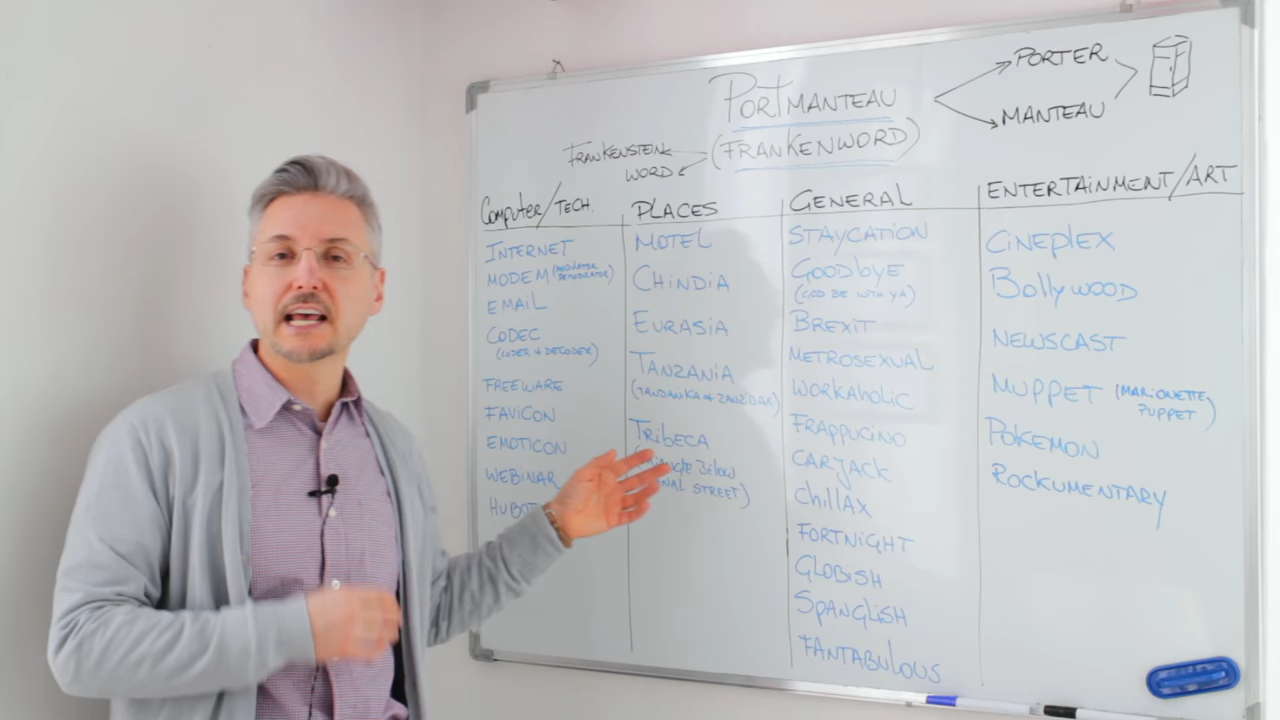 PORTMANTEAU
PORTER
MANTEAU
(FRANKENWORD)
FRANKENSTEIN
WORD
COMPUTER/TECH.
INTERNET
MODEM (MODULATOR
DEMODULATOR)
EMAIL
CODEC
(CODER + DECODER)
FREEWARE
FAVICON
EMOTICON
WEBINAR
HUBOT
PLACES
MOTEL
CHINDIA
EURASIA
TANZANIA
TRIBECA
BELOW
STREET)
GENERAL
STAYCATION
GOODBYE
(GOD BE WITH YA)
BREXIT
METROSEXUAL
WORKAHOLIC
FRAPPUCINO
CARJACK
CHILLAX
FORTNIGHT
GLOBISH
SPANGLISH
FANTABULOUS
ENTERTAINMENT/ART
CINEPLEX
BOLLYWOOD
NEWSCAST
MUPPET (MARIONETTE
PUPPET)
POKEMON
ROCKUMENTARY